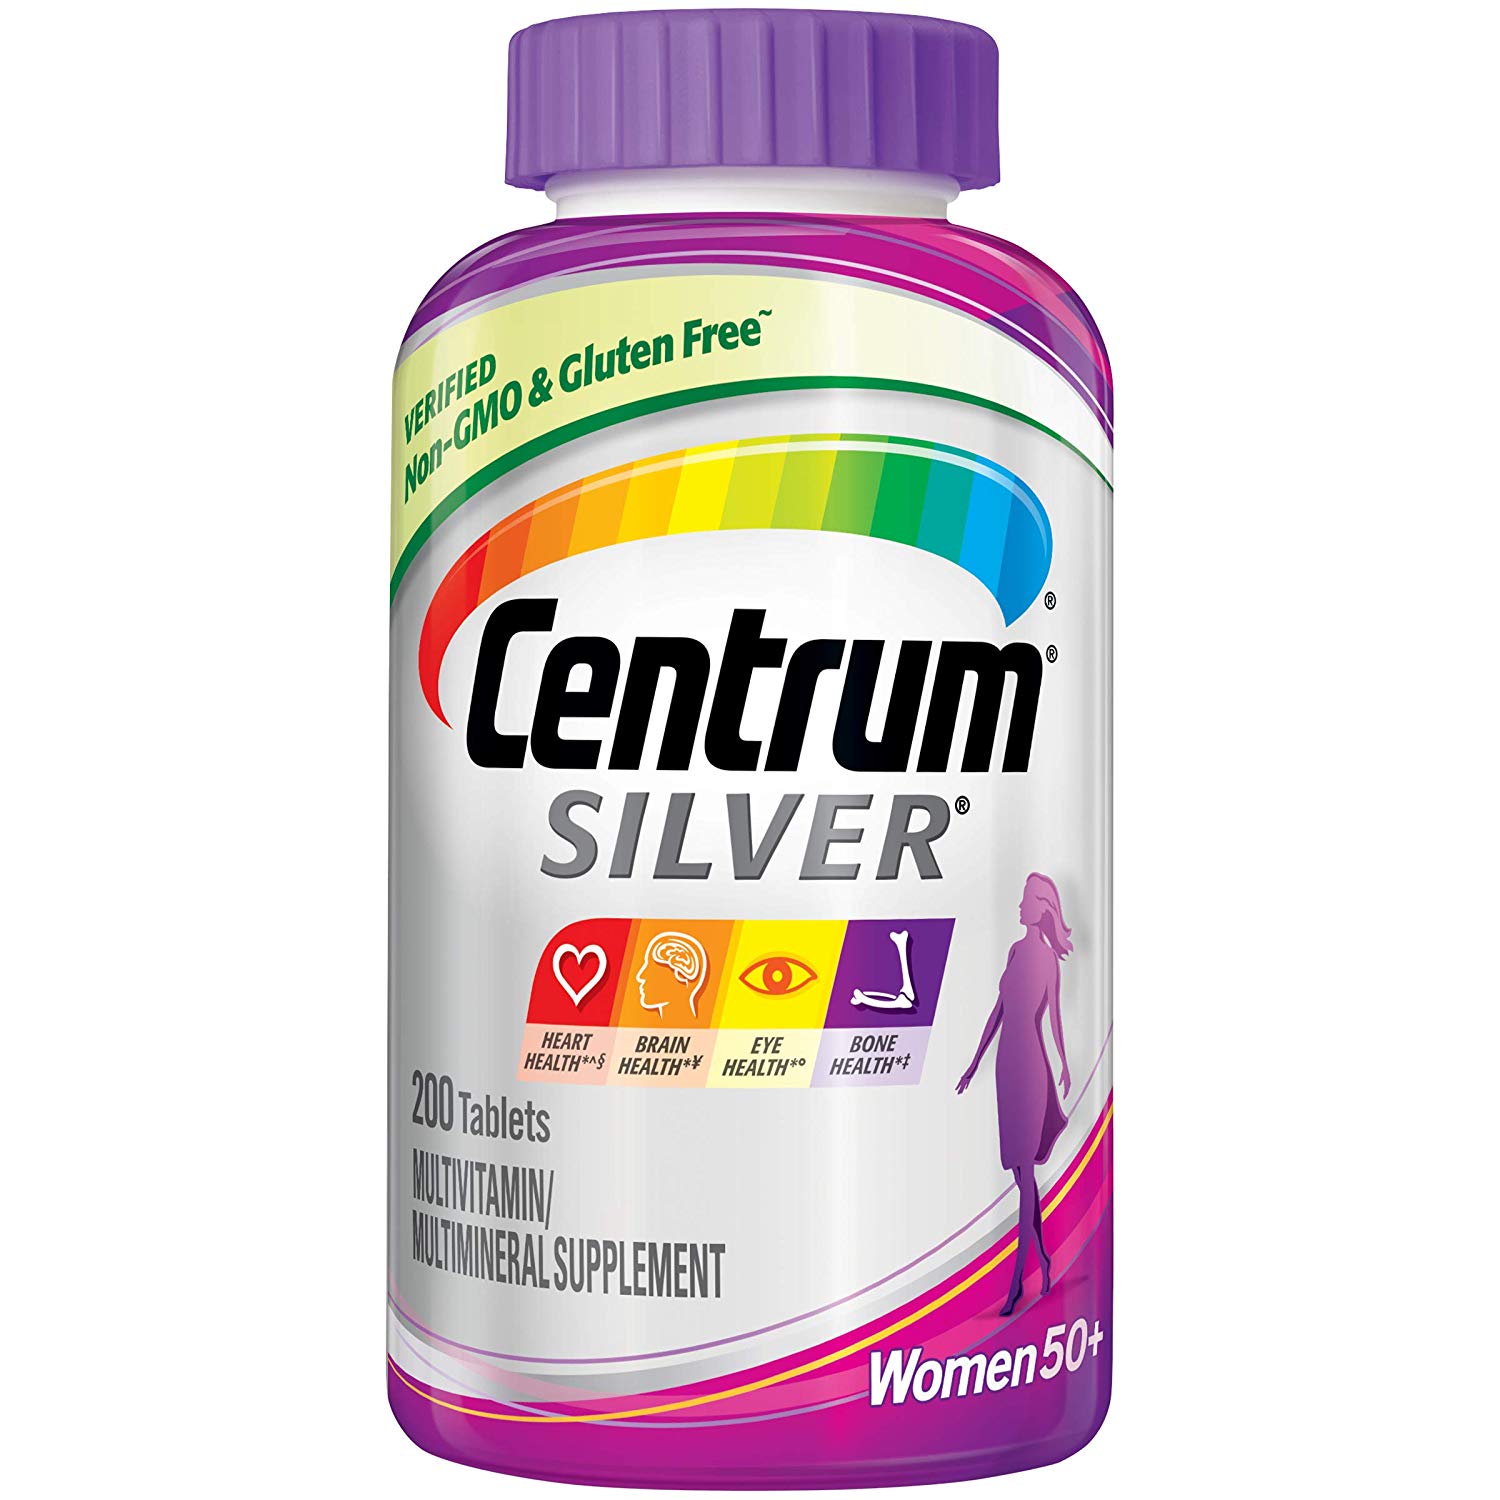 VERIFIED
Non-GMO & Gluten Free~
Centrum®
SILVER®
HEART
HEALTH*^§
BRAIN
HEALTH*¥
EYE
HEALTH*°
BONE
HEALTH*‡
200 Tablets
MULTIVITAMIN/
MULTIMINERAL SUPPLEMENT
Women 50+